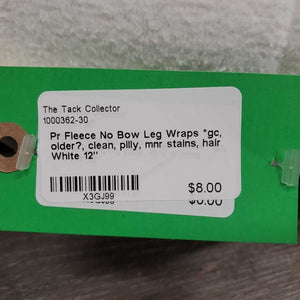 The Tack Collector
1000362-30
Pr Fleece No Bow Leg Wraps *gc,
older?, clean, pilly, mnr stains, hair
White 12"
$8.00
X3GJ99